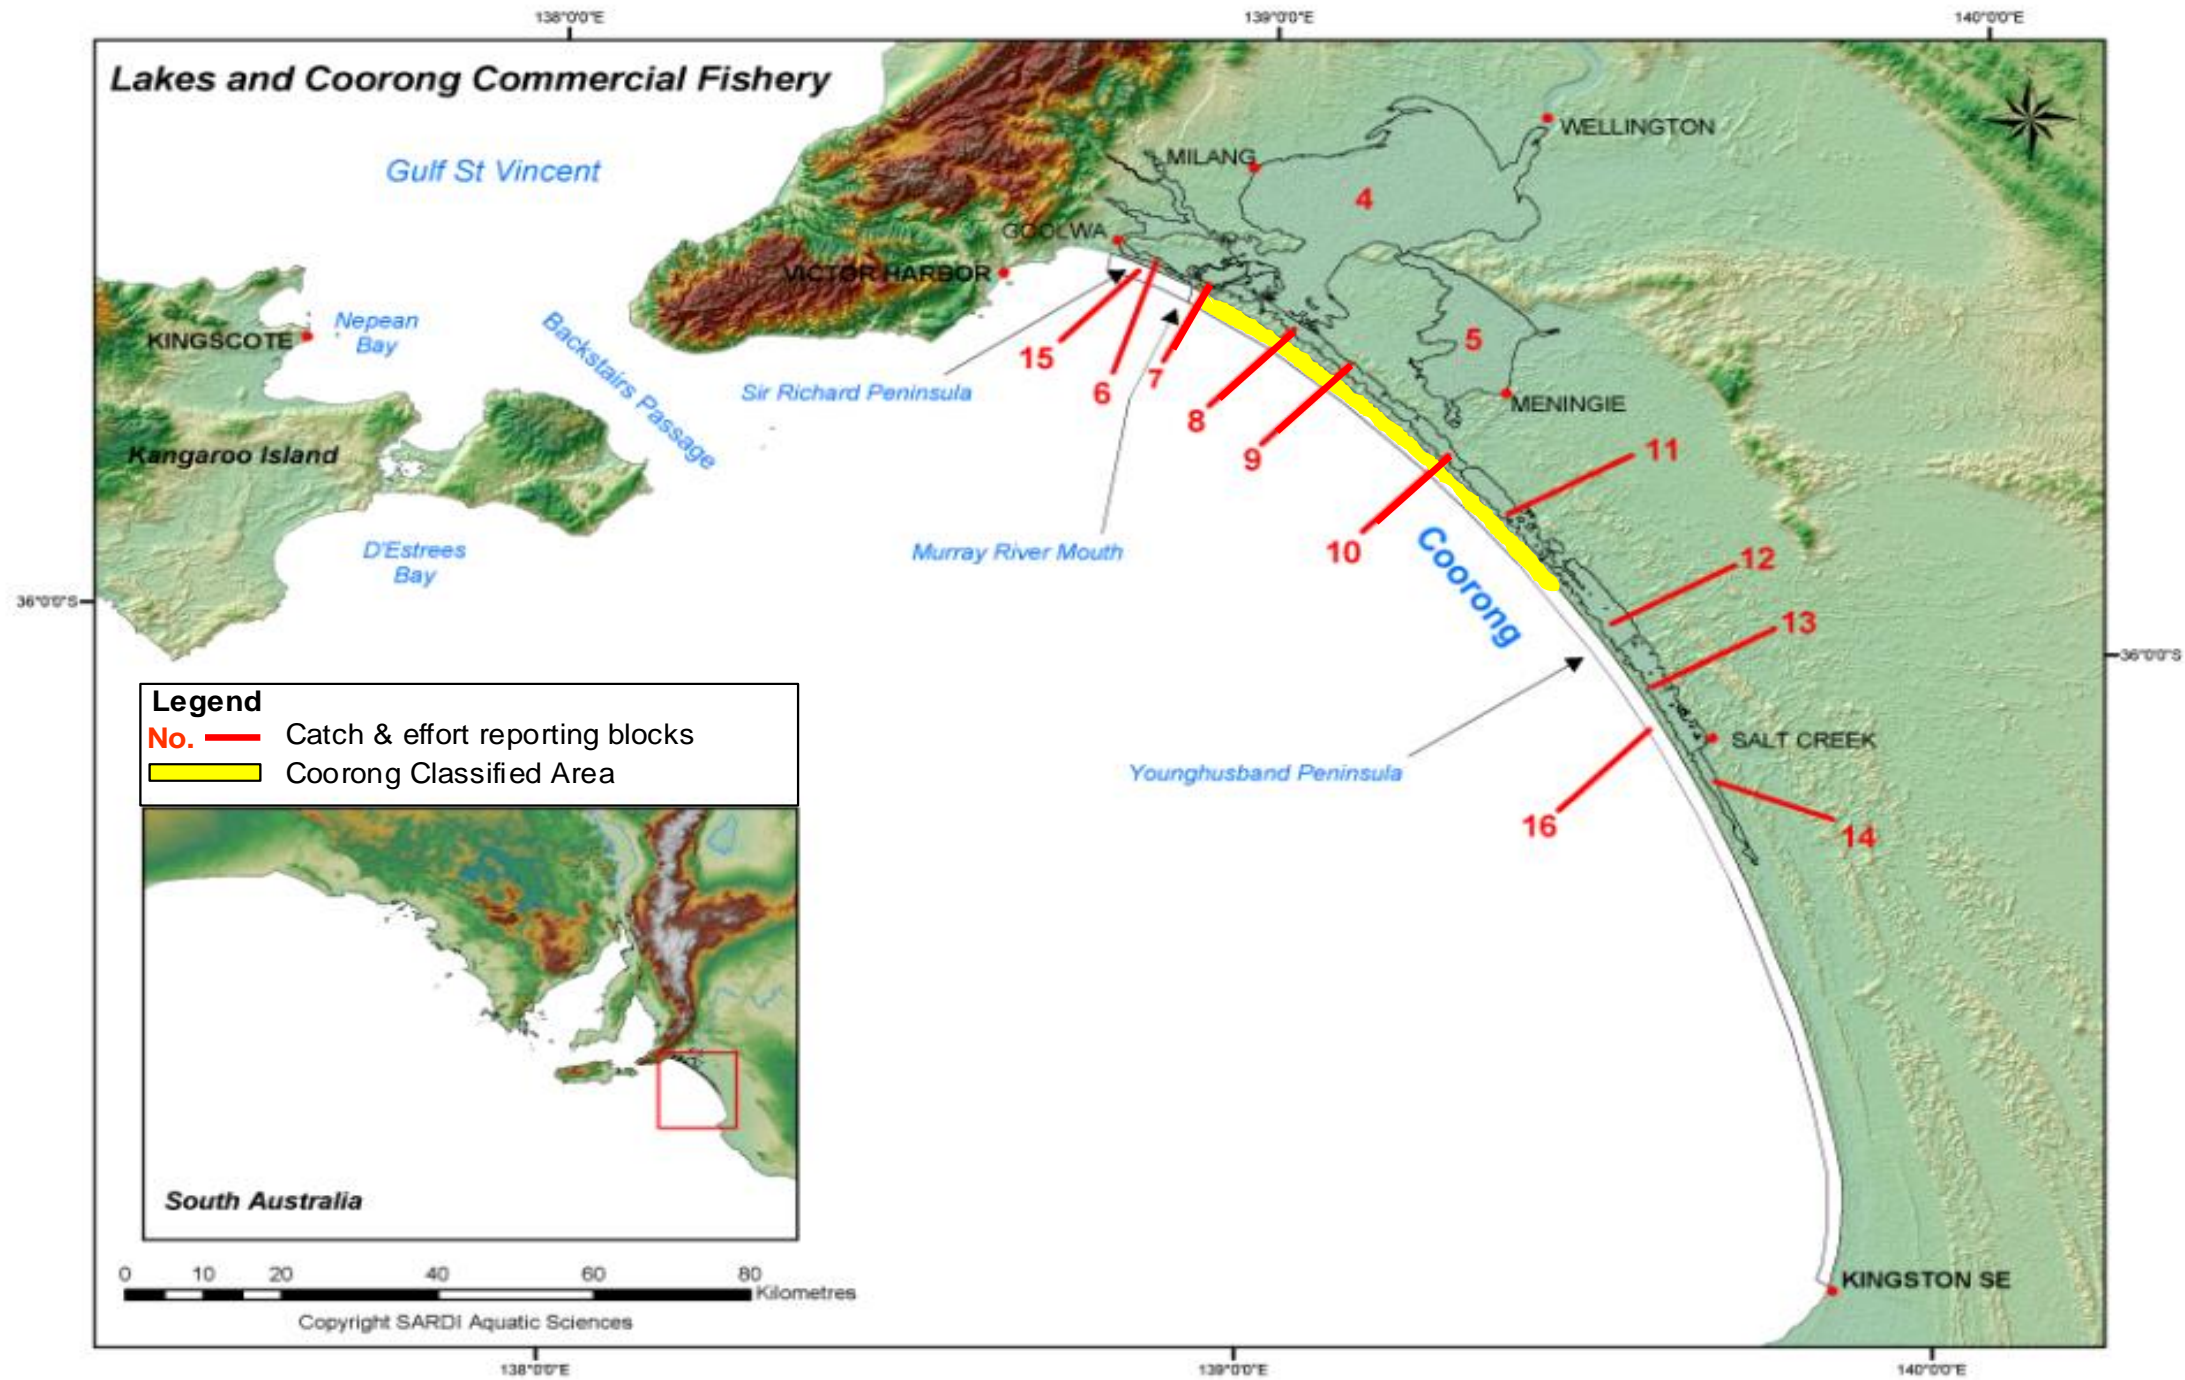 138°0'0"E
139°0'0"E
140°0'0"E
Lakes and Coorong Commercial Fishery
Gulf St Vincent
WELLINGTON
MILANG
4
GOOLWA
VICTOR HARBOR
KINGSCOTE
Nepean
Bay
Backstairs Passage
15
6
7
8
9
5
Sir Richard Peninsula
MENINGIE
Kangaroo Island
11
10
Murray River Mouth
Coorong
D'Estrees
Bay
12
36°0'0"S
13
36°0'0"S
Legend
No.
Catch & effort reporting blocks
Coorong Classified Area
SALT CREEK
Younghusband Peninsula
16
14
South Australia
0 10 20 40 60 80
Kilometres
Copyright SARDI Aquatic Sciences
KINGSTON SE
138°0'0"E
139°0'0"E
140°0'0"E